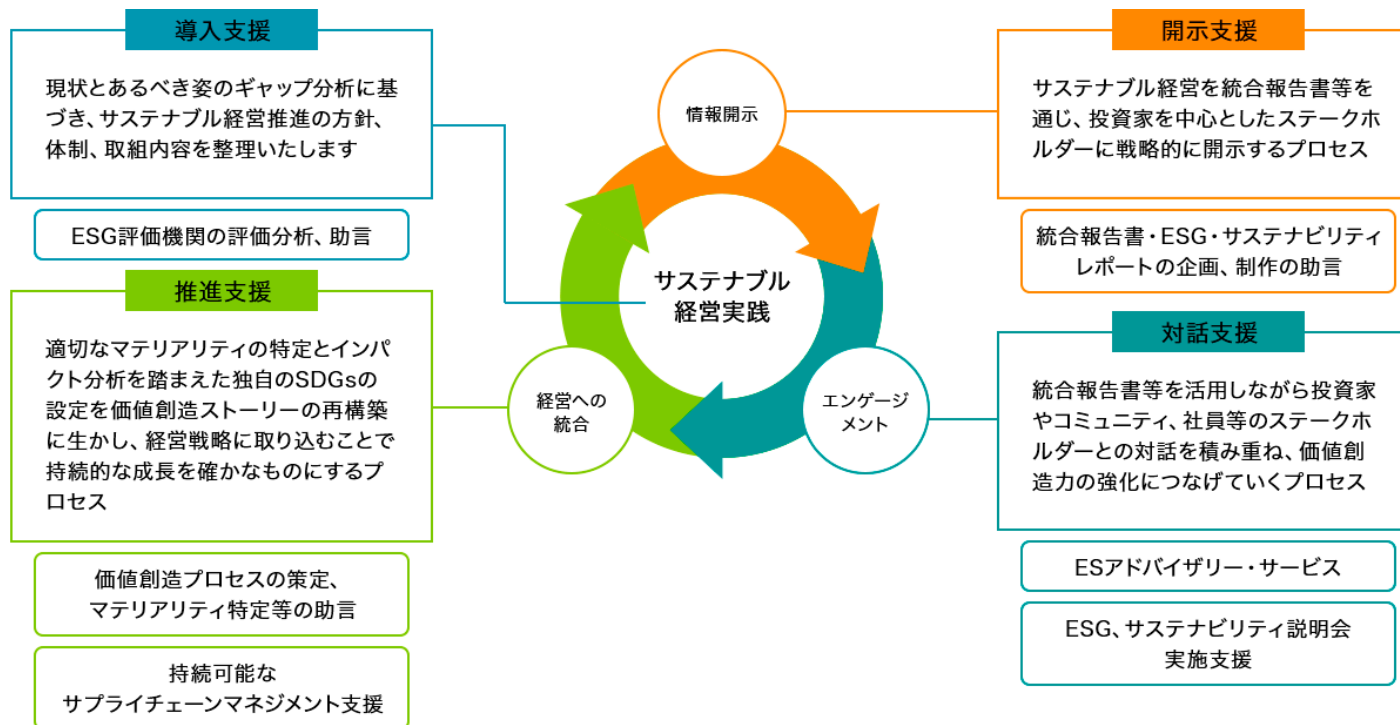 導入支援
現状とあるべき姿のギャップ分析に基
づき、サステナブル経営推進の方針、
体制、取組内容を整理いたします
ESG評価機関の評価分析、助言
推進支援
適切なマテリアリティの特定とインパ
クト分析を踏まえた独自のSDGsの
設定を価値創造ストーリーの再構築
に生かし、経営戦略に取り込むことで
持続的な成長を確かなものにするプ
ロセス
価値創造プロセスの策定、
マテリアリティ特定等の助言
持続可能な
サプライチェーンマネジメント支援
情報開示
サステナブル
経営実践
経営への
統合
エンゲージ
メント
開示支援
サステナブル経営を統合報告書等を
通じ、投資家を中心としたステークホ
ルダーに戦略的に開示するプロセス
統合報告書・ESG・サステナビリティ
レポートの企画、制作の助言
対話支援
統合報告書等を活用しながら投資家
やコミュニティ、社員等のステークホ
ルダーとの対話を積み重ね、価値創
造力の強化につなげていくプロセス
ESアドバイザリー・サービス
ESG、サステナビリティ説明会
実施支援